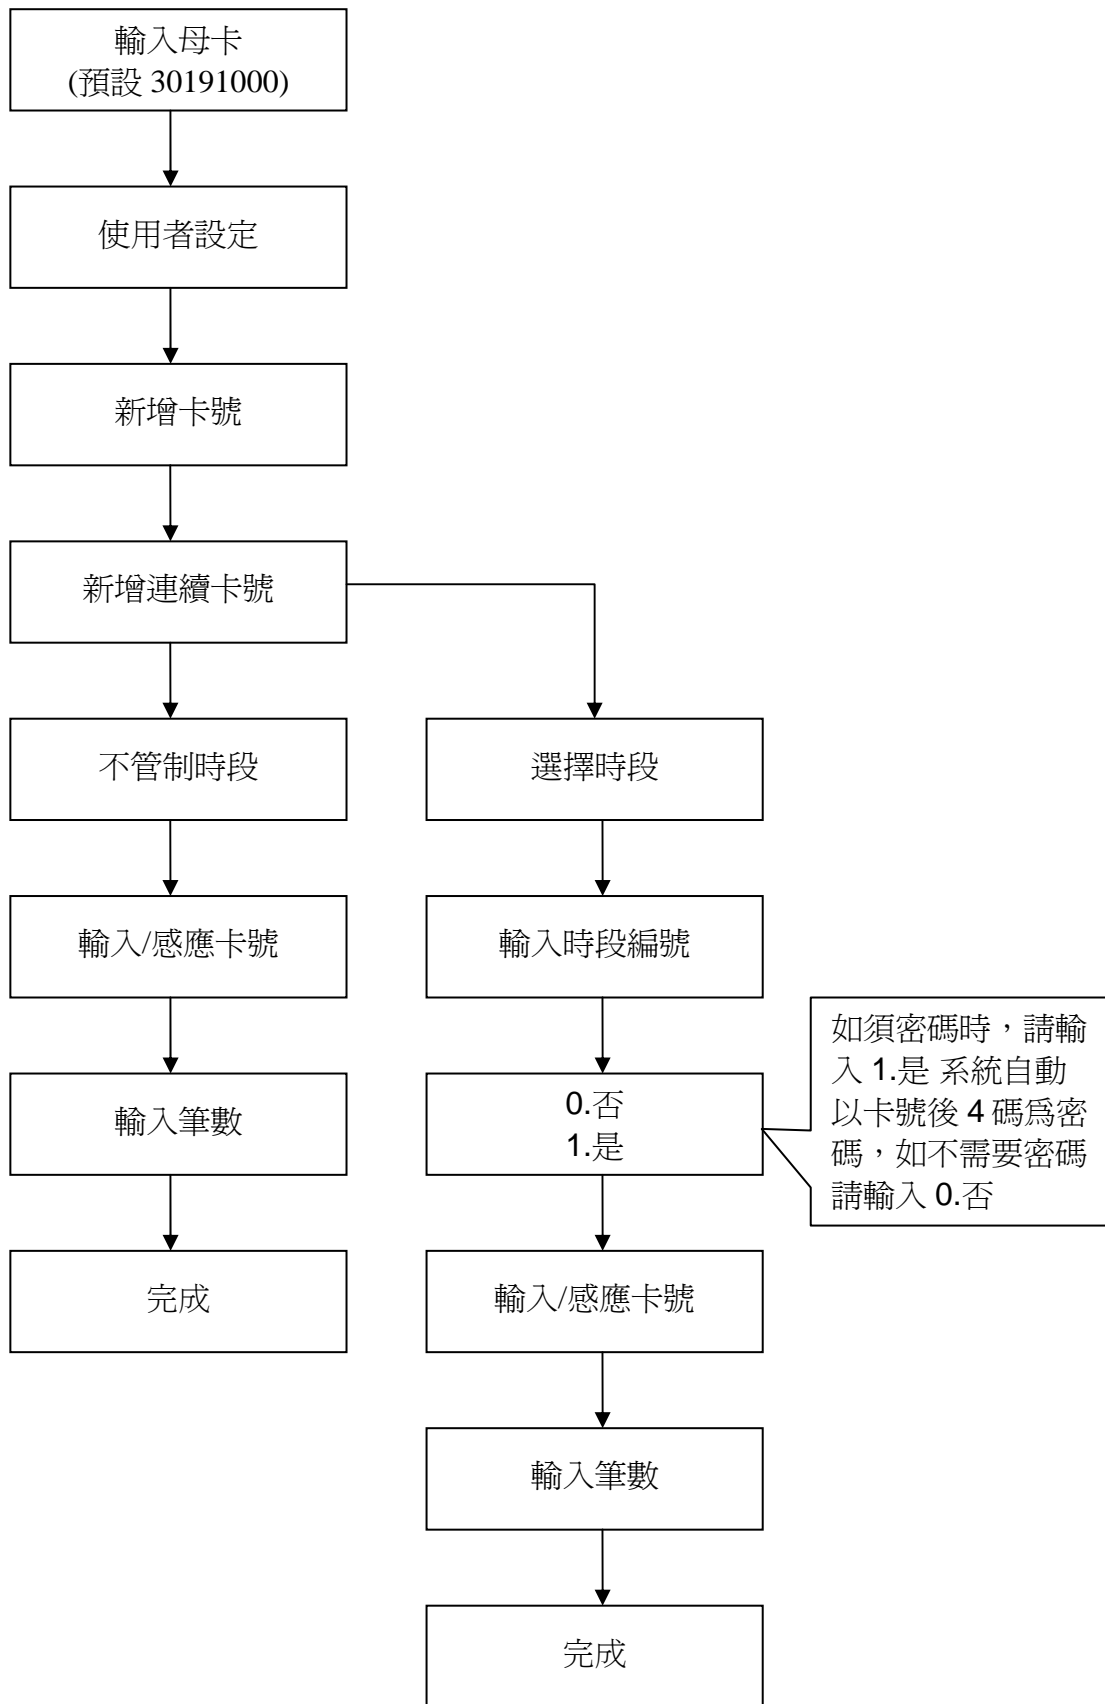 輸入母卡
(預設 30191000)
使用者設定
新增卡號
新增連續卡號
不管制時段
選擇時段
輸入/感應卡號
輸入時段編號
如須密碼時，請輸
入 1.是 系統自動
以卡號後 4 碼為密
碼，如不需要密碼
請輸入 0.否
輸入筆數
0.否
1.是
完成
輸入/感應卡號
輸入筆數
完成